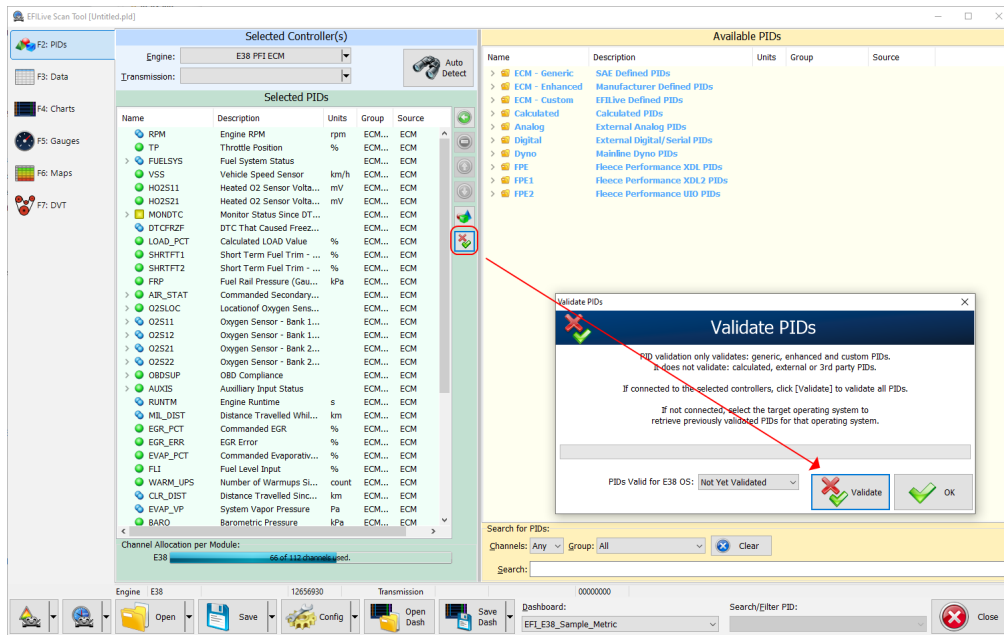 EFILive Scan Tool [Untitled.pld]
F2: PIDs
F3: Data
F4: Charts
F5: Gauges
F6: Maps
F7: DVT
Selected Controller(s)
Engine: E38 PFI ECM
Transmission:
Auto Detect
Selected PIDs
Name Description Units Group Source
RPM Engine RPM rpm ECM... ECM
TP Throttle Position % ECM... ECM
FUELSYS Fuel System Status ECM... ECM
VSS Vehicle Speed Sensor km/h ECM... ECM
HO2S11 Heated O2 Sensor Volta... mV ECM... ECM
HO2S21 Heated O2 Sensor Volta... mV ECM... ECM
MONDTC Monitor Status Since DT... ECM... ECM
DTCFRZF DTC That Caused Freez... ECM... ECM
LOAD_PCT Calculated LOAD Value % ECM... ECM
SHRTFT1 Short Term Fuel Trim - ... % ECM... ECM
SHRTFT2 Short Term Fuel Trim - ... % ECM... ECM
FRP Fuel Rail Pressure (Gau... kPa ECM... ECM
AIR_STAT Commanded Secondary... ECM... ECM
O2SLOC Locationof Oxygen Sens... ECM... ECM
O2S11 Oxygen Sensor - Bank 1... ECM... ECM
O2S12 Oxygen Sensor - Bank 1... ECM... ECM
O2S21 Oxygen Sensor - Bank 2... ECM... ECM
O2S22 Oxygen Sensor - Bank 2... ECM... ECM
OBDSUP OBD Compliance ECM... ECM
AUXIS Auxilliary Input Status ECM... ECM
RUNTM Engine Runtime s ECM... ECM
MIL_DIST Distance Travelled Whil... km ECM... ECM
EGR_PCT Commanded EGR % ECM... ECM
EGR_ERR EGR Error % ECM... ECM
EVAP_PCT Commanded Evaporativ... % ECM... ECM
FLI Fuel Level Input % ECM... ECM
WARM_UPS Number of Warmups Si... count ECM... ECM
CLR_DIST Distance Travelled Sinc... km ECM... ECM
EVAP_VP System Vapor Pressure Pa ECM... ECM
BARO Barometric Pressure kPa ECM... ECM
Channel Allocation per Module:
E38 66 of 112 channels used.
Available PIDs
Name Description Units Group Source
ECM - Generic SAE Defined PIDs
ECM - Enhanced Manufacturer Defined PIDs
ECM - Custom EFILive Defined PIDs
Calculated Calculated PIDs
Analog External Analog PIDs
Digital External Digital/Serial PIDs
Dyno Mainline Dyno PIDs
FPE Fleece Performance XDL PIDs
FPE1 Fleece Performance XDL2 PIDs
FPE2 Fleece Performance UIO PIDs
Validate PIDs
Validate PIDs
PID validation only validates: generic, enhanced and custom PIDs.
It does not validate: calculated, external or 3rd party PIDs.
If connected to the selected controllers, click [Validate] to validate all PIDs.
If not connected, select the target operating system to
retrieve previously validated PIDs for that operating system.
PIDs Valid for E38 OS: Not Yet Validated
Validate
OK
Search for PIDs:
Channels: Any Group: All Clear
Search:
Engine E38 12656930 Transmission 00000000
Open Save Config Open Dash Save Dash
Dashboard:
EFI_E38_Sample_Metric
Search/Filter PID:
Close